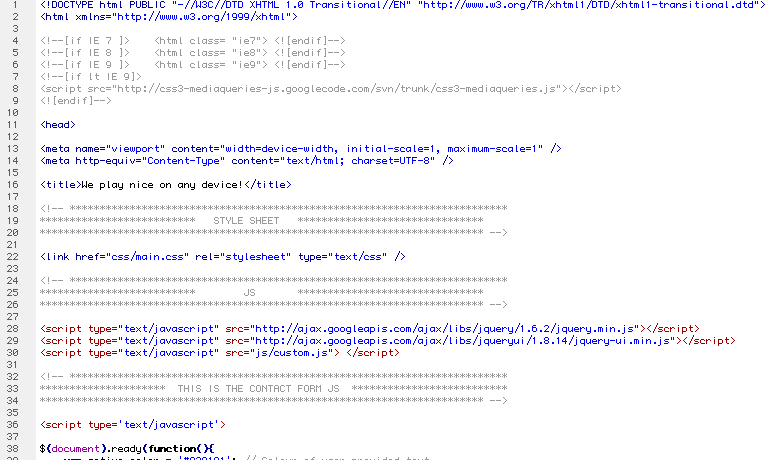 1 <!DOCTYPE html PUBLIC "-//W3C//DTD XHTML 1.0 Transitional//EN" "http://www.w3.org/TR/xhtml1/DTD/xhtml1-transitional.dtd">
2 <html xmlns="http://www.w3.org/1999/xhtml">
3
4 <!--[if IE 7 ]>    <html class= "ie7"> <![endif]-->
5 <!--[if IE 8 ]>    <html class= "ie8"> <![endif]-->
6 <!--[if IE 9 ]>    <html class= "ie9"> <![endif]-->
7 <!--[if lt IE 9]>
8 <script src="http://css3-mediaqueries-js.googlecode.com/svn/trunk/css3-mediaqueries.js"></script>
9 <![endif]-->
10
11 <head>
12
13 <meta name="viewport" content="width=device-width, initial-scale=1, maximum-scale=1" />
14 <meta http-equiv="Content-Type" content="text/html; charset=UTF-8" />
15
16 <title>We play nice on any device!</title>
17
18 <!-- *************************************************************************
19 **************************   STYLE SHEET   *******************************
20 ************************************************************************* -->
21
22 <link href="css/main.css" rel="stylesheet" type="text/css" />
23
24 <!-- *************************************************************************
25 **************************        JS       *******************************
26 ************************************************************************* -->
27
28 <script type="text/javascript" src="http://ajax.googleapis.com/ajax/libs/jquery/1.6.2/jquery.min.js"></script>
29 <script type="text/javascript" src="http://ajax.googleapis.com/ajax/libs/jqueryui/1.8.14/jquery-ui.min.js"></script>
30 <script type="text/javascript" src="js/custom.js"> </script>
31
32 <!-- *************************************************************************
33 *********************  THIS IS THE CONTACT FORM JS  **********************
34 ************************************************************************* -->
35
36 <script type='text/javascript'>
37
38 $(document).ready(function(){